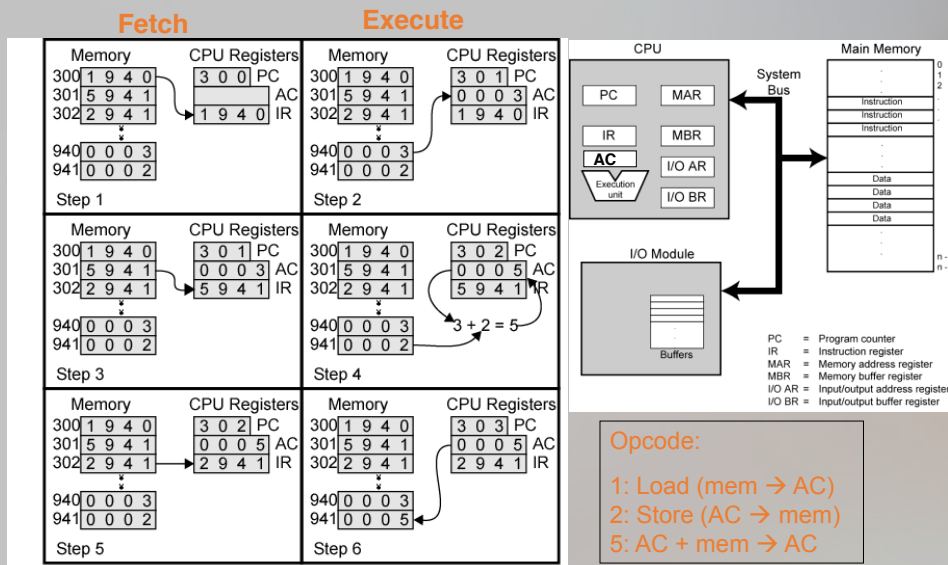 Fetch
Execute
Memory CPU Registers
300 1 9 4 0 3 0 0 PC
301 5 9 4 1 AC
302 2 9 4 1 1 9 4 0 IR
940 0 0 0 3
941 0 0 0 2
Step 1
Memory CPU Registers
300 1 9 4 0 3 0 1 PC
301 5 9 4 1 0 0 0 3 AC
302 2 9 4 1 1 9 4 0 IR
940 0 0 0 3
941 0 0 0 2
Step 2
Memory CPU Registers
300 1 9 4 0 3 0 1 PC
301 5 9 4 1 0 0 0 3 AC
302 2 9 4 1 5 9 4 1 IR
940 0 0 0 3
941 0 0 0 2
Step 3
Memory CPU Registers
300 1 9 4 0 3 0 2 PC
301 5 9 4 1 0 0 0 5 AC
302 2 9 4 1 5 9 4 1 IR
940 0 0 0 3 3 + 2 = 5
941 0 0 0 2
Step 4
Memory CPU Registers
300 1 9 4 0 3 0 2 PC
301 5 9 4 1 0 0 0 5 AC
302 2 9 4 1 2 9 4 1 IR
940 0 0 0 3
941 0 0 0 2
Step 5
Memory CPU Registers
300 1 9 4 0 3 0 3 PC
301 5 9 4 1 0 0 0 5 AC
302 2 9 4 1 2 9 4 1 IR
940 0 0 0 3
941 0 0 0 5
Step 6
CPU
PC MAR
IR MBR
AC I/O AR
Execution
unit
I/O BR
System
Bus
Main Memory
0
1
2
Instruction
Instruction
Instruction
Data
Data
Data
Data
n -
n -
I/O Module
Buffers
PC = Program counter
IR = Instruction register
MAR = Memory address register
MBR = Memory buffer register
I/O AR = Input/output address register
I/O BR = Input/output buffer register
Opcode:
1: Load (mem → AC)
2: Store (AC → mem)
5: AC + mem → AC